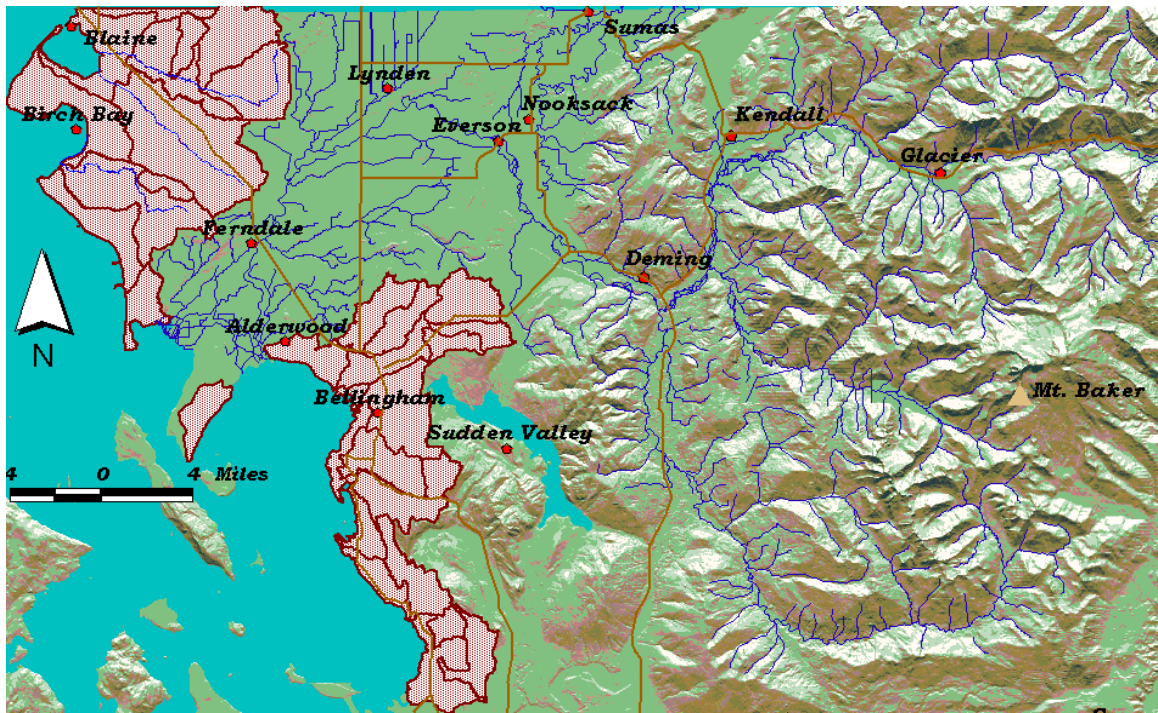 Blaine
Sumas
Lynden
Birch Bay
Nooksack
Everson
Kendall
Glacier
Ferndale
Deming
N
Alderwood
Mt. Baker
Bellingham
Sudden Valley
4 0 4 Miles